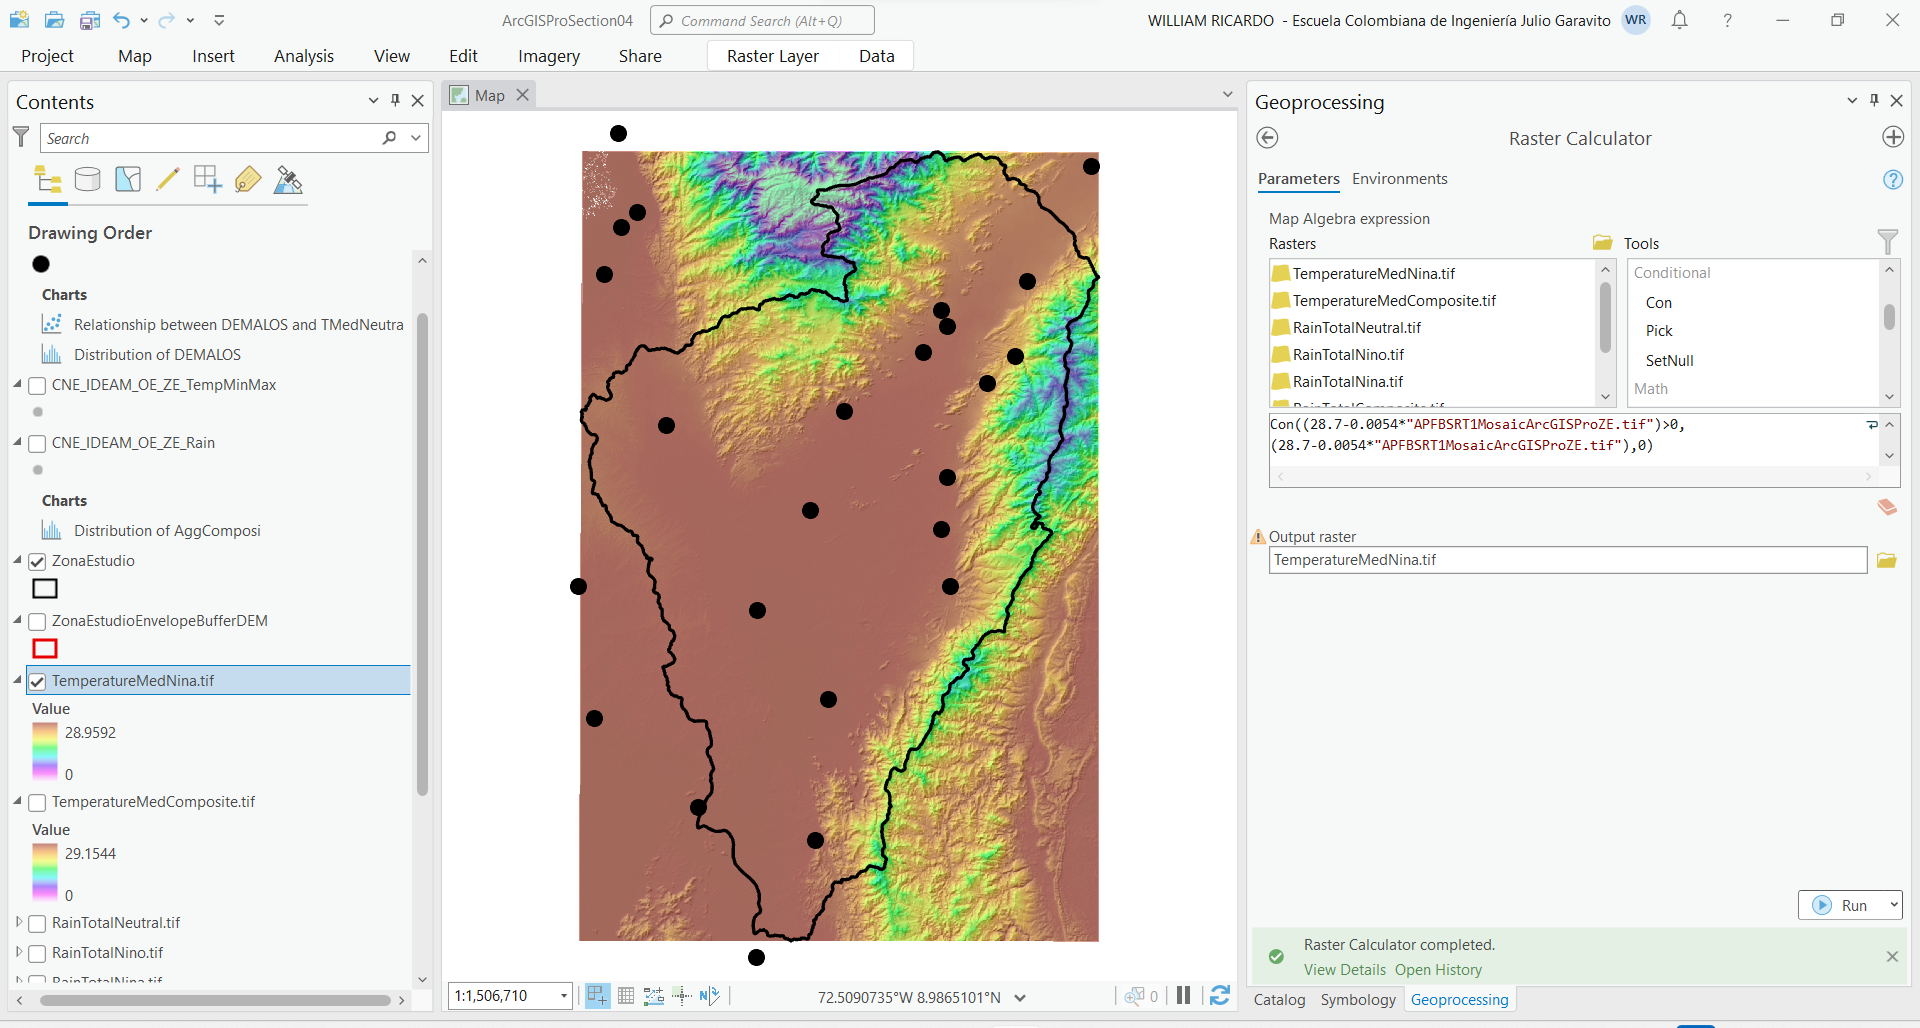 ArcGISProSection04
Command Search (Alt+Q)
WILLIAM RICARDO - Escuela Colombiana de Ingeniería Julio Garavito
WR
?
Project
Map
Insert
Analysis
View
Edit
Imagery
Share
Raster Layer
Data
Contents
Search
Drawing Order
Charts
Relationship between DEMALOS and TMedNeutra
Distribution of DEMALOS
CNE_IDEAM_OE_ZE_TempMinMax
CNE_IDEAM_OE_ZE_Rain
Charts
Distribution of AggComposi
ZonaEstudio
ZonaEstudioEnvelopeBufferDEM
TemperatureMedNina.tif
Value
28.9592
0
TemperatureMedComposite.tif
Value
29.1544
0
RainTotalNeutral.tif
RainTotalNino.tif
RainTotalNina.tif
Map
1:1,506,710
72.5090735°W 8.9865101°N
0
Geoprocessing
Raster Calculator
Parameters
Environments
?
Map Algebra expression
Rasters
Tools
TemperatureMedNina.tif
TemperatureMedComposite.tif
RainTotalNeutral.tif
RainTotalNino.tif
RainTotalNina.tif
RainTotalComposite.tif
Conditional
Con
Pick
SetNull
Math
Con((28.7-0.0054*"APFBSRT1MosaicArcGISProZE.tif")>0,
(28.7-0.0054*"APFBSRT1MosaicArcGISProZE.tif"),0)
Output raster
TemperatureMedNina.tif
Run
Raster Calculator completed.
View Details Open History
Catalog
Symbology
Geoprocessing